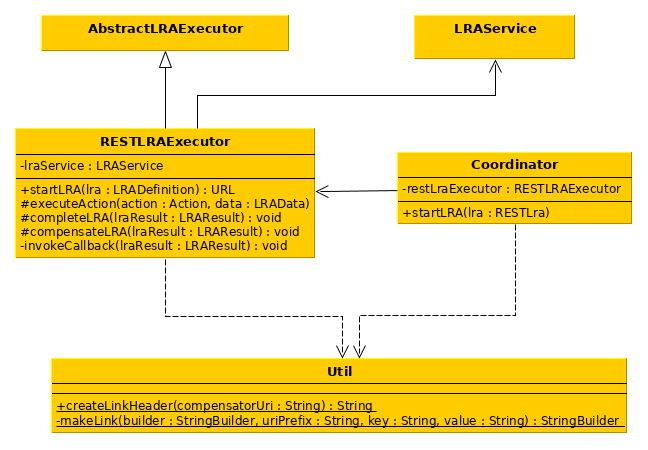 AbstractLRAExecutor
LRAService
RESTLRAExecutor
-lraService : LRAService
+startLRA(lra : LRADefinition) : URL
#executeAction(action : Action, data : LRAData)
#completeLRA(lraResult : LRAResult) : void
#compensateLRA(lraResult : LRAResult) : void
-invokeCallback(lraResult : LRAResult) : void
Coordinator
-restLraExecutor : RESTLRAExecutor
+startLRA(lra : RESTLra)
Util
+createLinkHeader(compensatorUri : String) : String
-makeLink(builder : StringBuilder, uriPrefix : String, key : String, value : String) : StringBuilder